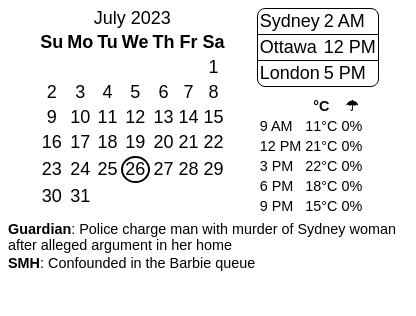 July 2023
Su Mo Tu We Th Fr Sa
1
2 3 4 5 6 7 8
9 10 11 12 13 14 15
16 17 18 19 20 21 22
23 24 25 26 27 28 29
30 31
Sydney 2 AM
Ottawa 12 PM
London 5 PM
°C ☂
9 AM 11°C 0%
12 PM 21°C 0%
3 PM 22°C 0%
6 PM 18°C 0%
9 PM 15°C 0%
Guardian: Police charge man with murder of Sydney woman
after alleged argument in her home
SMH: Confounded in the Barbie queue